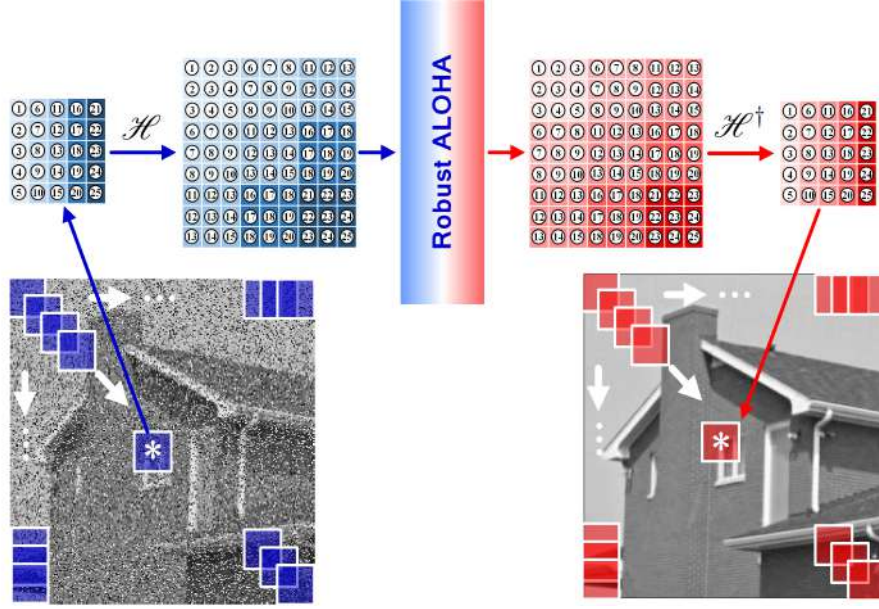 ① ⑥ ⑪ ⑯ ㉑
② ⑦ ⑫ ⑰ ㉒
③ ⑧ ⑬ ⑱ ㉓
④ ⑨ ⑭ ⑲ ㉔
⑤ ⑩ ⑮ ⑳ ㉕
ℋ
① ② ③ ⑥ ⑦ ⑧ ⑪ ⑫ ⑬
② ③ ④ ⑦ ⑧ ⑨ ⑫ ⑬ ⑭
③ ④ ⑤ ⑧ ⑨ ⑩ ⑬ ⑭ ⑮
⑥ ⑦ ⑧ ⑪ ⑫ ⑬ ⑯ ⑰ ⑱
⑦ ⑧ ⑨ ⑫ ⑬ ⑭ ⑰ ⑱ ⑲
⑧ ⑨ ⑩ ⑬ ⑭ ⑮ ⑱ ⑲ ⑳
⑪ ⑫ ⑬ ⑯ ⑰ ⑱ ㉑ ㉒ ㉓
⑫ ⑬ ⑭ ⑰ ⑱ ⑲ ㉒ ㉓ ㉔
⑬ ⑭ ⑮ ⑱ ⑲ ⑳ ㉓ ㉔ ㉕
Robust ALOHA
① ② ③ ⑥ ⑦ ⑧ ⑪ ⑫ ⑬
② ③ ④ ⑦ ⑧ ⑨ ⑫ ⑬ ⑭
③ ④ ⑤ ⑧ ⑨ ⑩ ⑬ ⑭ ⑮
⑥ ⑦ ⑧ ⑪ ⑫ ⑬ ⑯ ⑰ ⑱
⑦ ⑧ ⑨ ⑫ ⑬ ⑭ ⑰ ⑱ ⑲
⑧ ⑨ ⑩ ⑬ ⑭ ⑮ ⑱ ⑲ ⑳
⑪ ⑫ ⑬ ⑯ ⑰ ⑱ ㉑ ㉒ ㉓
⑫ ⑬ ⑭ ⑰ ⑱ ⑲ ㉒ ㉓ ㉔
⑬ ⑭ ⑮ ⑱ ⑲ ⑳ ㉓ ㉔ ㉕
ℋ†
① ⑥ ⑪ ⑯ ㉑
② ⑦ ⑫ ⑰ ㉒
③ ⑧ ⑬ ⑱ ㉓
④ ⑨ ⑭ ⑲ ㉔
⑤ ⑩ ⑮ ⑳ ㉕
*
*